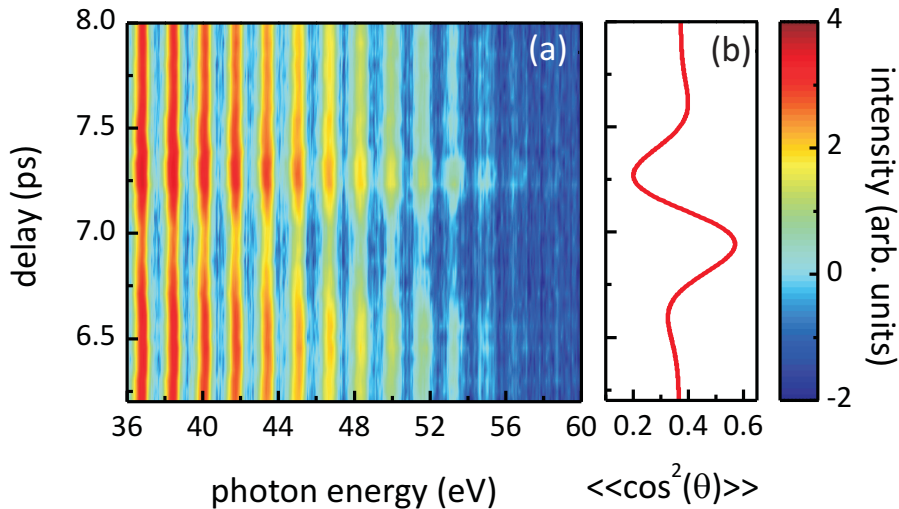 8.0
7.5
7.0
6.5
delay (ps)
(a)
36 40 44 48 52 56 60
photon energy (eV)
(b)
0.2 0.4 0.6
<<cos²(θ)>>
4
2
0
-2
intensity (arb. units)